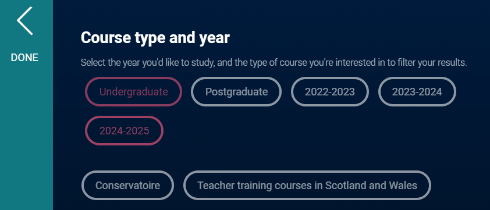 DONE
Course type and year
Select the year you'd like to study, and the type of course you're interested in to filter your results.
Undergraduate Postgraduate 2022-2023 2023-2024
2024-2025
Conservatoire Teacher training courses in Scotland and Wales